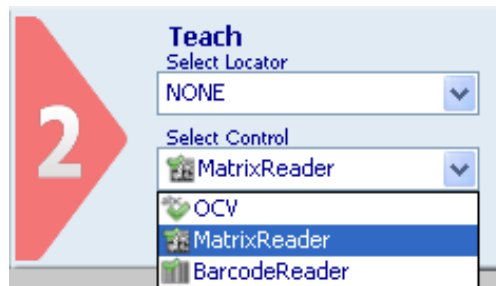 2
Teach
Select Locator
NONE
Select Control
MatrixReader
OCV
MatrixReader
BarcodeReader